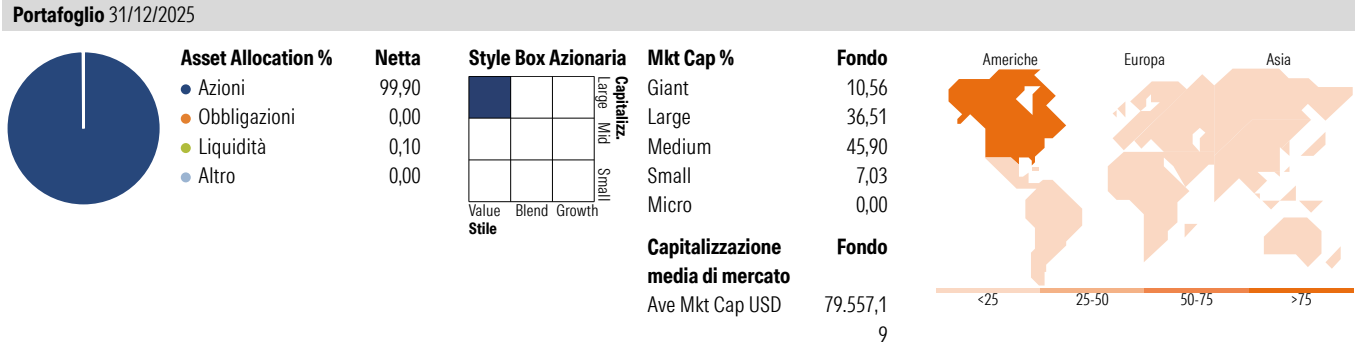 Portafoglio 31/12/2025
Asset Allocation % Netta
Azioni 99,90
Obbligazioni 0,00
Liquidità 0,10
Altro 0,00
Style Box Azionaria
Capitalizz.
Large Mid Small
Value Blend Growth
Stile
Mkt Cap % Fondo
Giant 10,56
Large 36,51
Medium 45,90
Small 7,03
Micro 0,00
Capitalizzazione Fondo
media di mercato
Ave Mkt Cap USD 79.557,1
9
Americhe Europa Asia
<25 25-50 50-75 >75